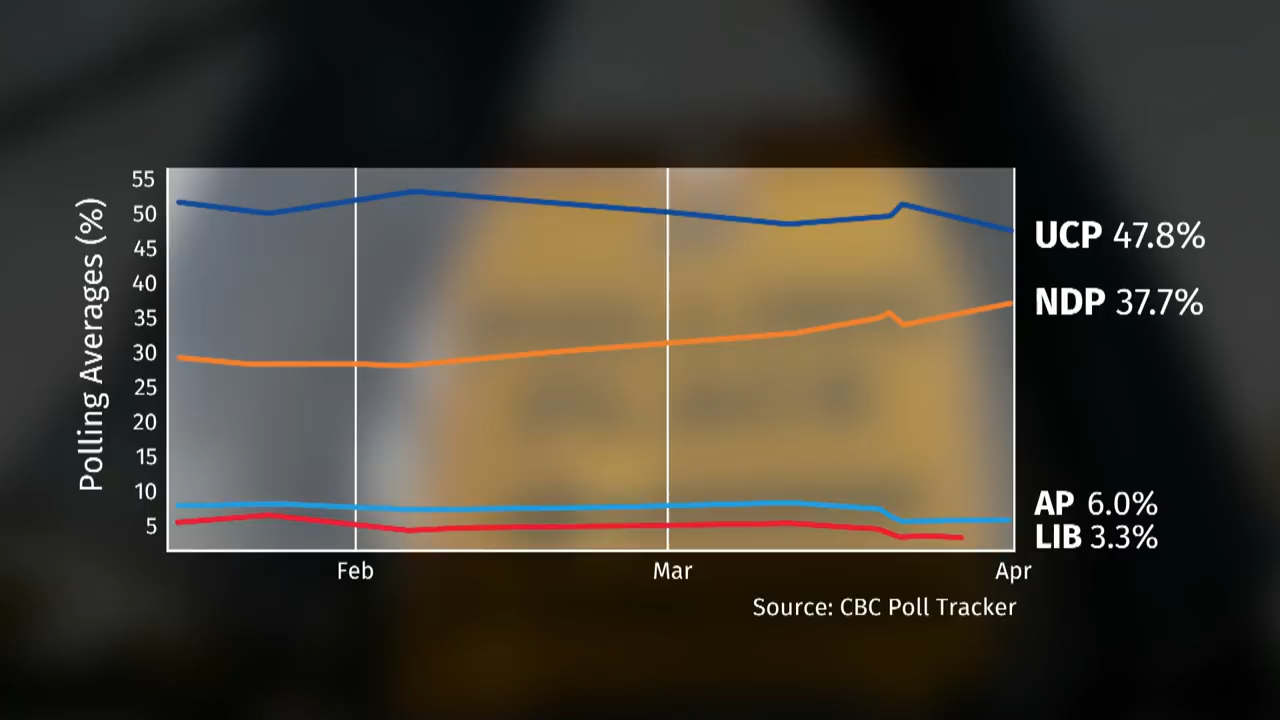 Polling Averages (%)
55
50
45
40
35
30
25
20
15
10
5
Feb
Mar
Apr
UCP 47.8%
NDP 37.7%
AP 6.0%
LIB 3.3%
Source: CBC Poll Tracker